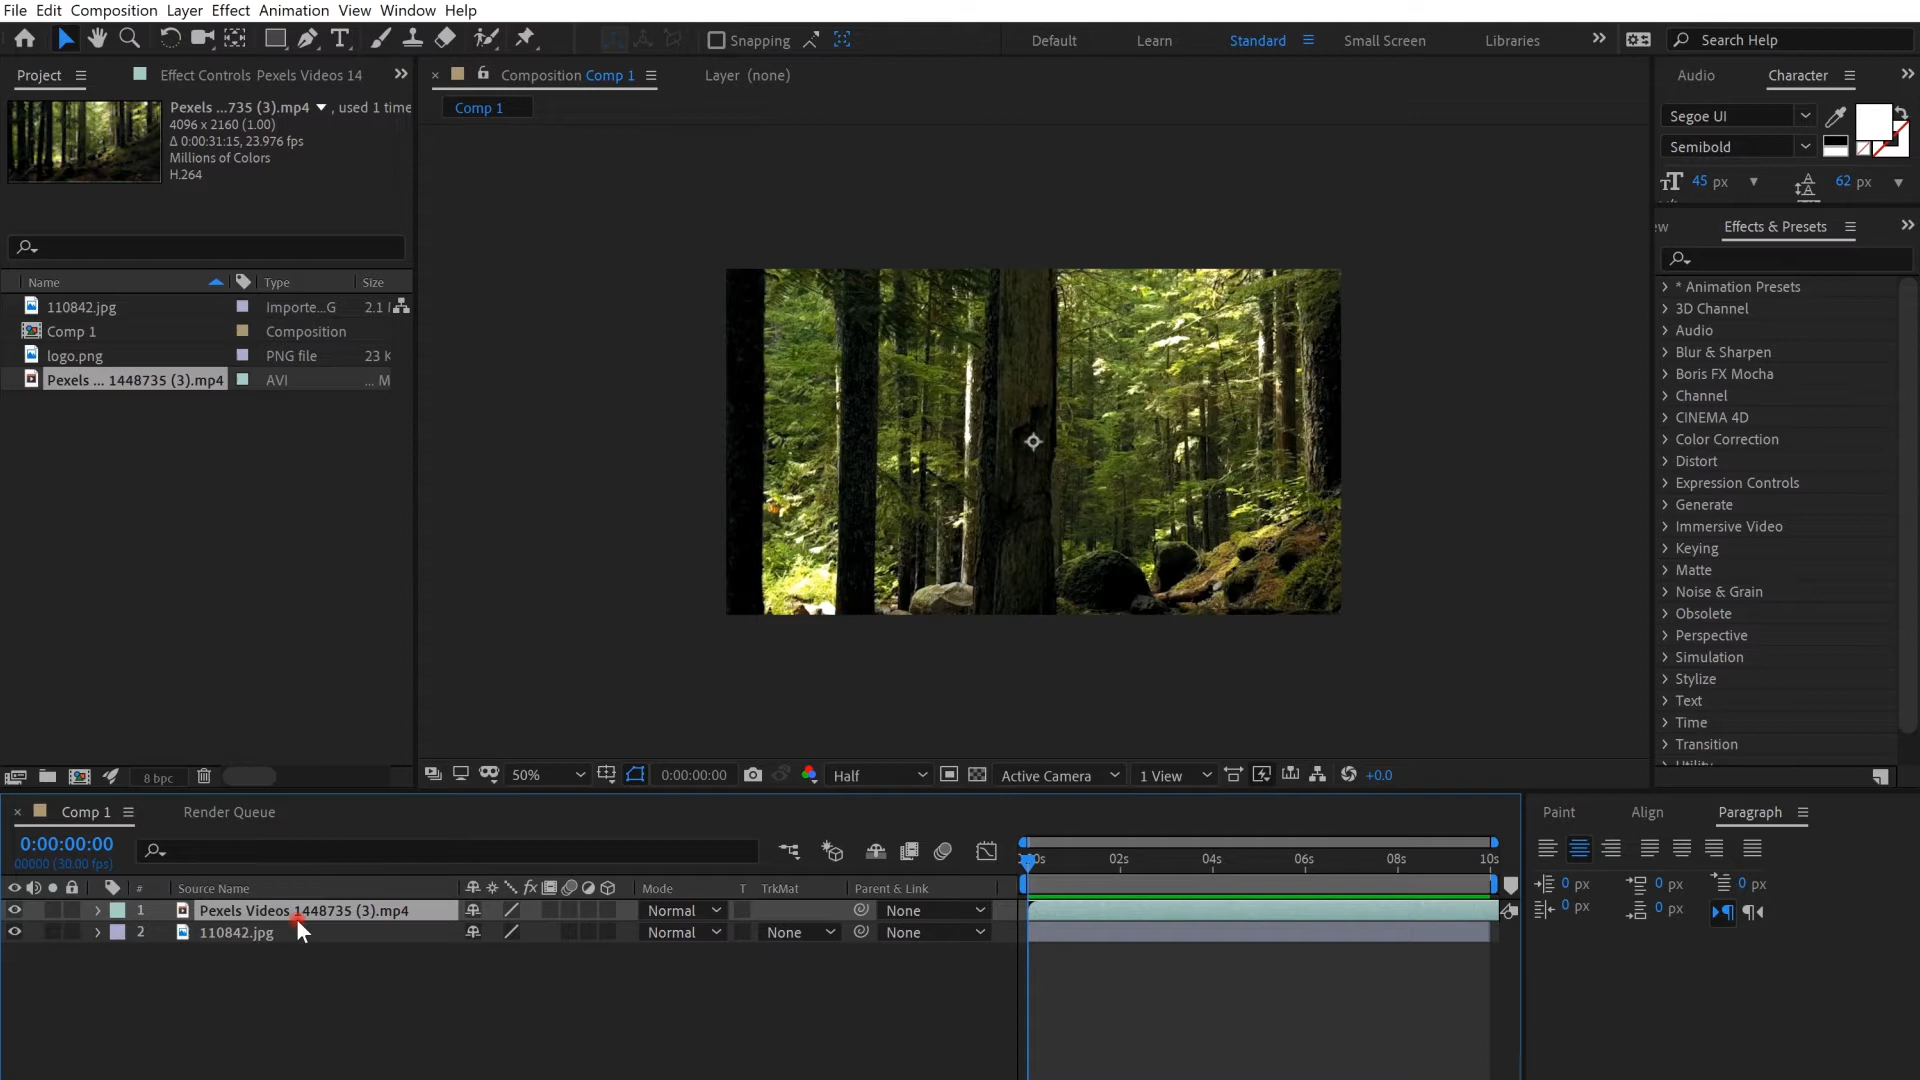 File Edit Composition Layer Effect Animation View Window Help
Snapping Default Learn Standard Small Screen Libraries Search Help
Project Effect Controls Pexels Videos 14
Pexels ...735 (3).mp4 , used 1 time
4096 x 2160 (1.00)
Δ 0:00:31:15, 23.976 fps
Millions of Colors
H.264
Name Type Size
110842.jpg Importe...G 2.1
Comp 1 Composition
logo.png PNG file 23 K
Pexels ... 1448735 (3).mp4 AVI ... M
8 bpc
Composition Comp 1 Layer (none)
Comp 1
50% 0:00:00:00 Half Active Camera 1 View +0.0
Audio Character
Segoe UI
Semibold
45 px 62 px
ew Effects & Presets
* Animation Presets
3D Channel
Audio
Blur & Sharpen
Boris FX Mocha
Channel
CINEMA 4D
Color Correction
Distort
Expression Controls
Generate
Immersive Video
Keying
Matte
Noise & Grain
Obsolete
Perspective
Simulation
Stylize
Text
Time
Transition
Utility
Comp 1 Render Queue
0:00:00:00
00000 (30.00 fps)
# Source Name fx Mode T TrkMat Parent & Link
1 Pexels Videos 1448735 (3).mp4 Normal None
2 110842.jpg Normal None None
02s 04s 06s 08s 10s
Paint Align Paragraph
0 px 0 px 0 px
0 px 0 px